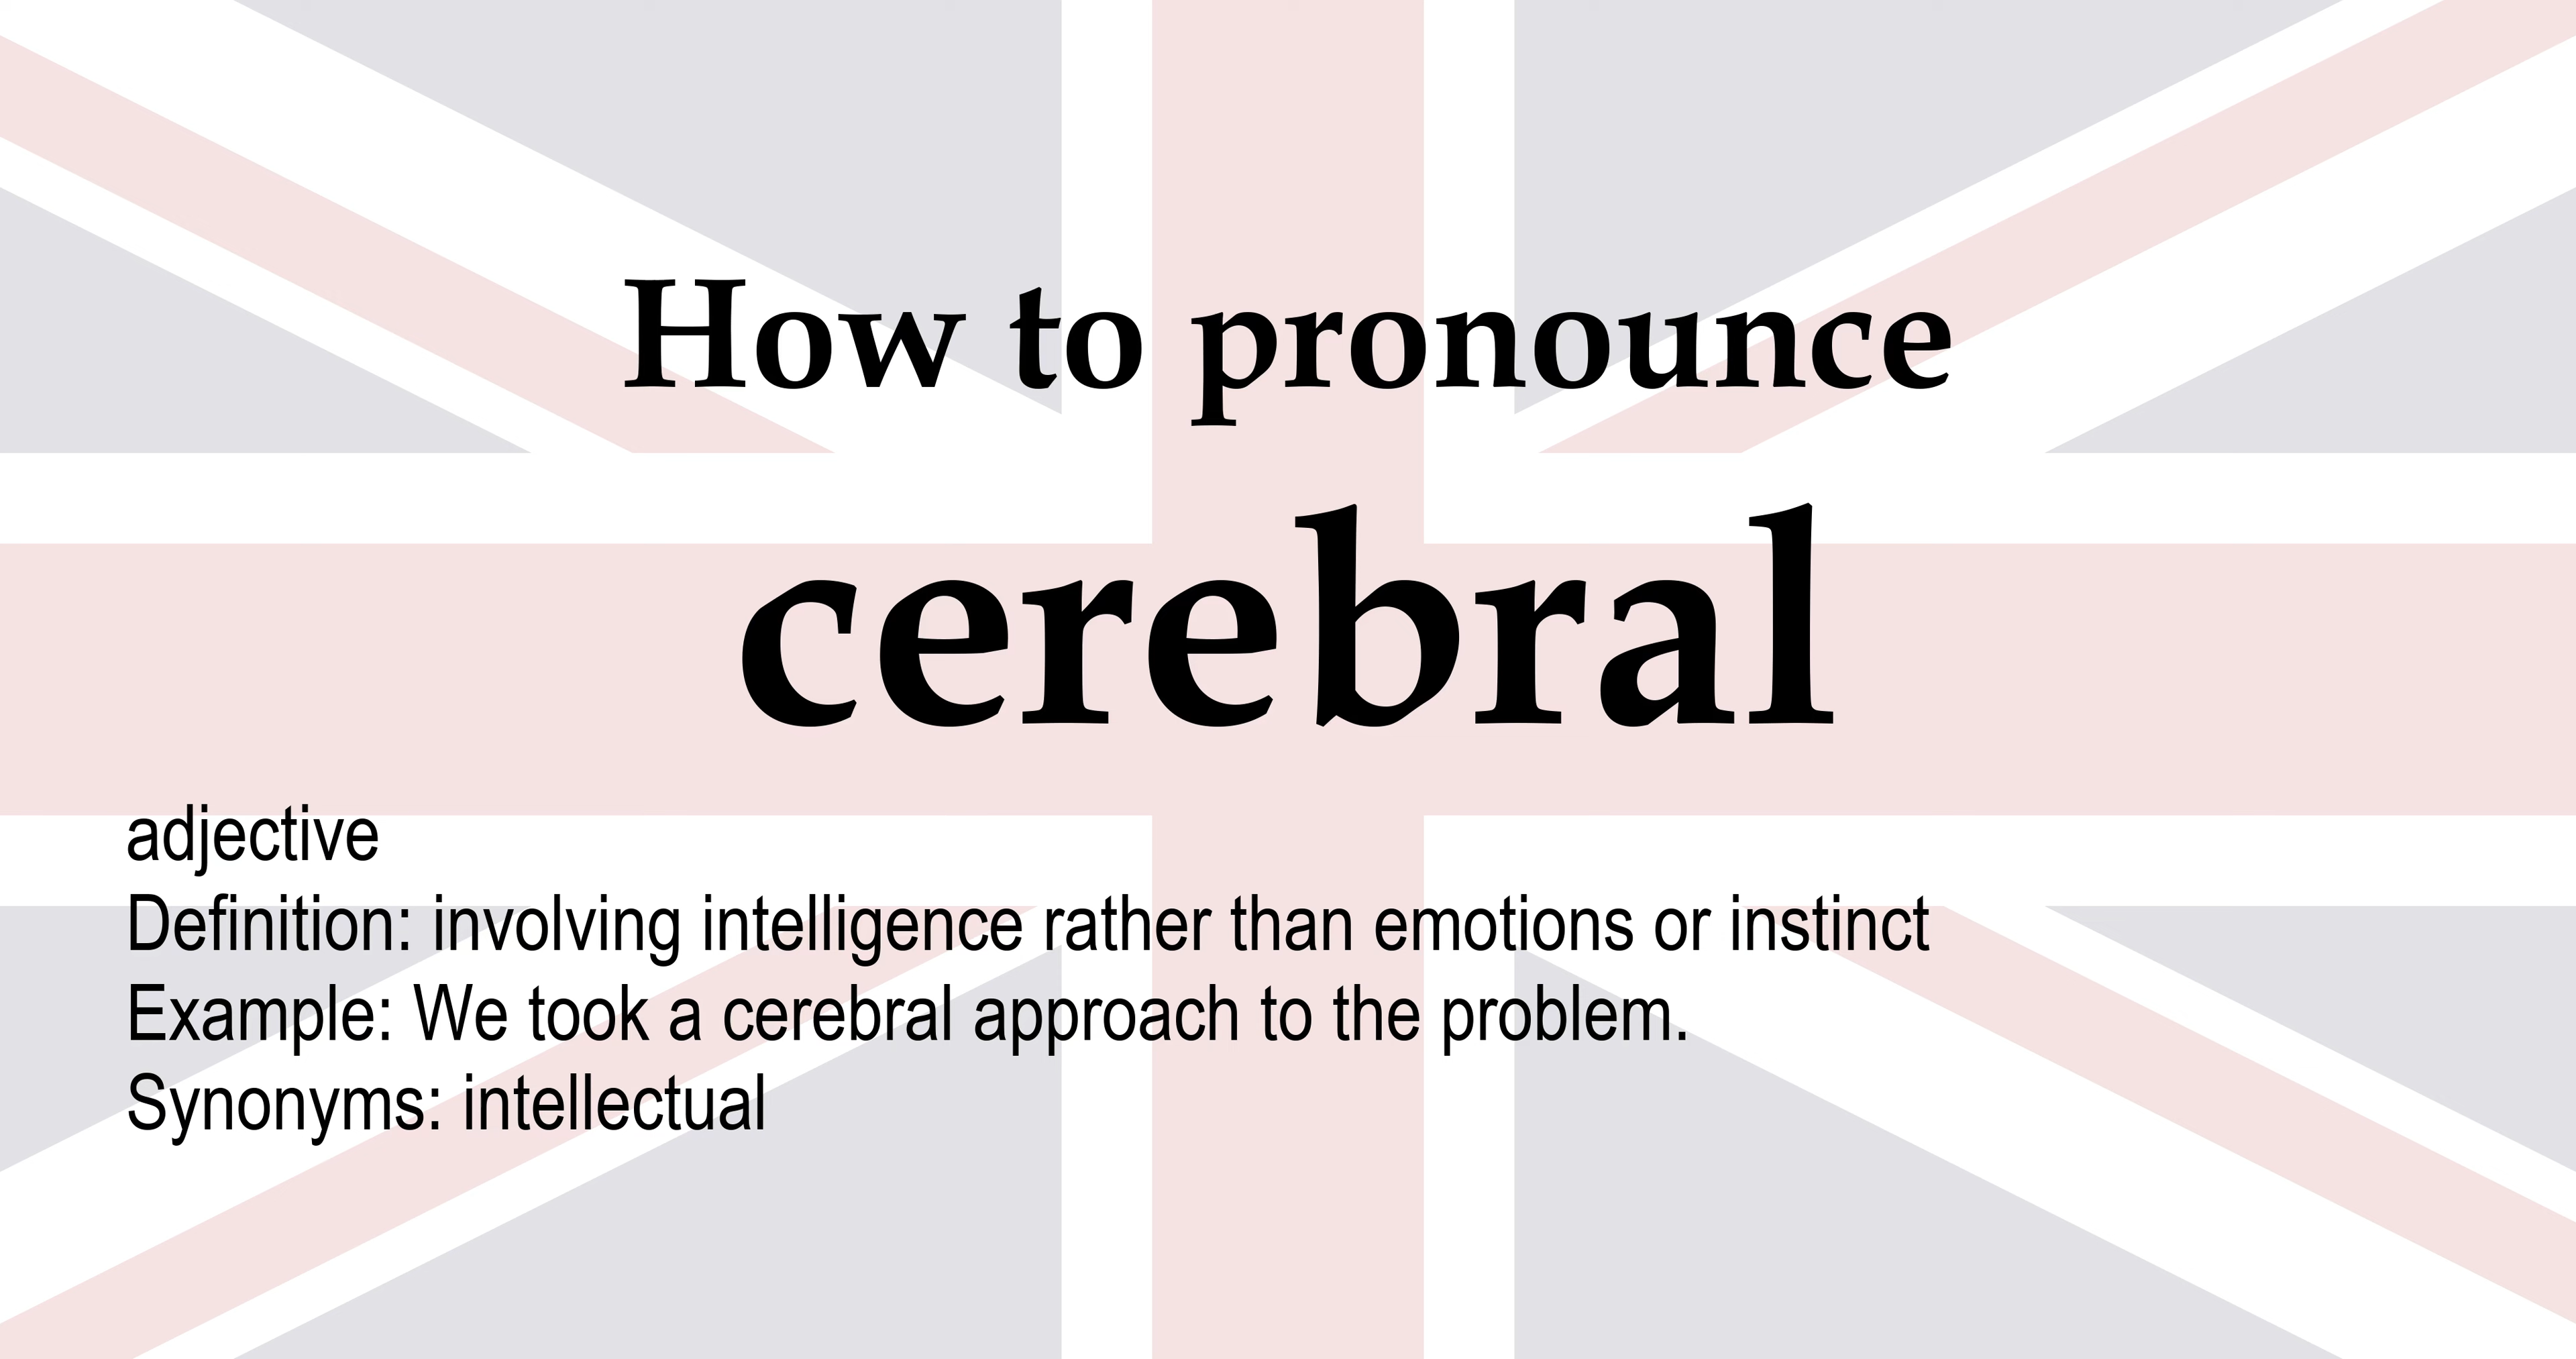 How to pronounce
cerebral
adjective
Definition: involving intelligence rather than emotions or instinct
Example: We took a cerebral approach to the problem.
Synonyms: intellectual